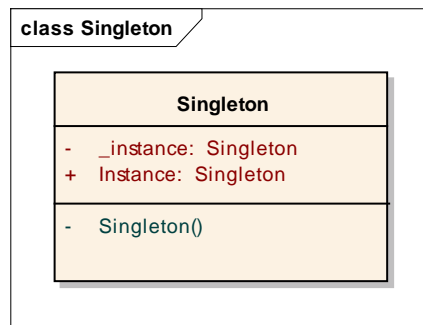 class Singleton
Singleton
- _instance: Singleton
+ Instance: Singleton
- Singleton()